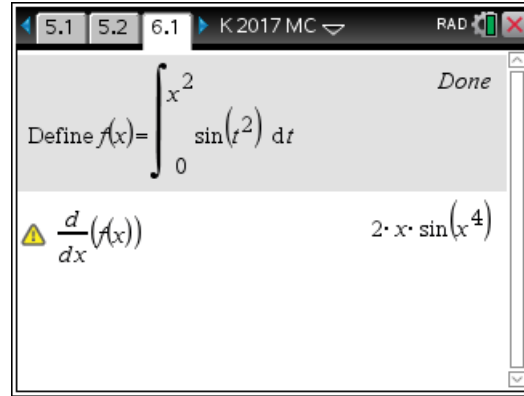 5.1 5.2 6.1 K 2017 MC RAD
Define f(x)=∫₀^x² sin(t²) dt Done
d/dx(f(x)) 2·x·sin(x⁴)